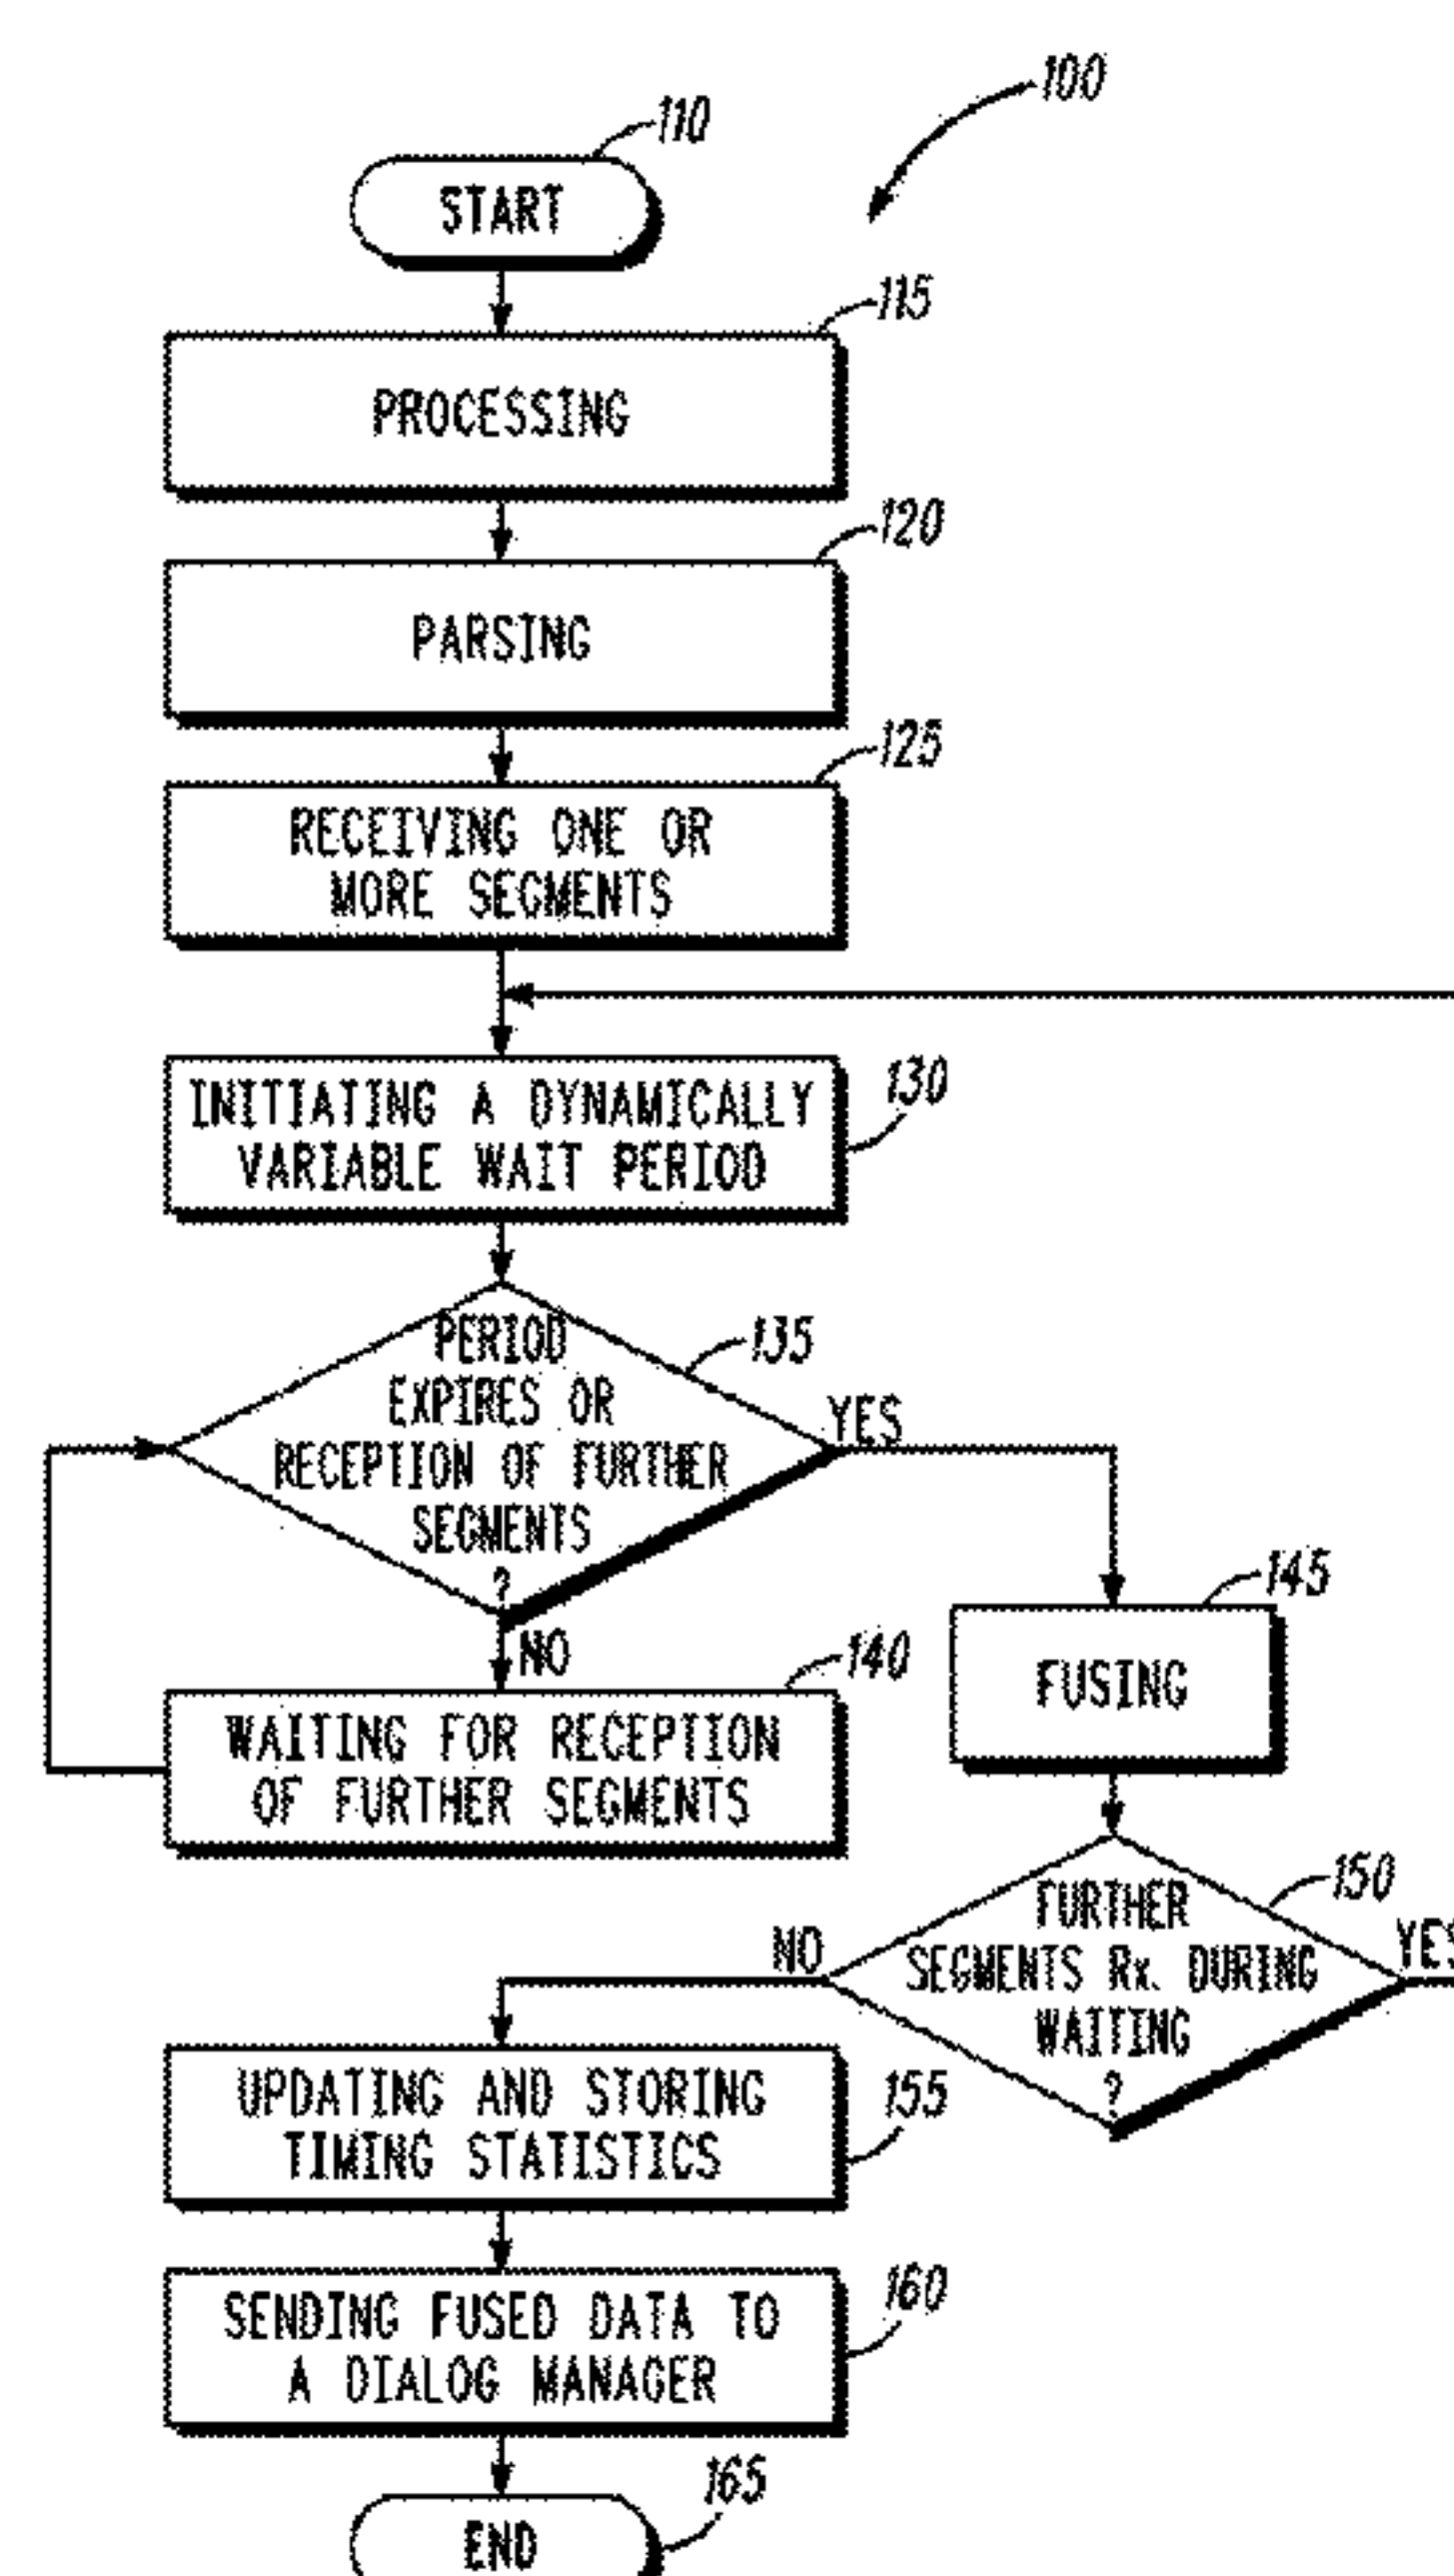 100
110
START
115
PROCESSING
120
PARSING
125
RECEIVING ONE OR
MORE SEGMENTS
130
INITIATING A DYNAMICALLY
VARIABLE WAIT PERIOD
135
PERIOD
EXPIRES OR
RECEPTION OF FURTHER
SEGMENTS
?
YES
NO
140
WAITING FOR RECEPTION
OF FURTHER SEGMENTS
145
FUSING
150
FURTHER
SEGMENTS Rx. DURING
WAITING
?
NO
YES
155
UPDATING AND STORING
TIMING STATISTICS
160
SENDING FUSED DATA TO
A DIALOG MANAGER
165
END